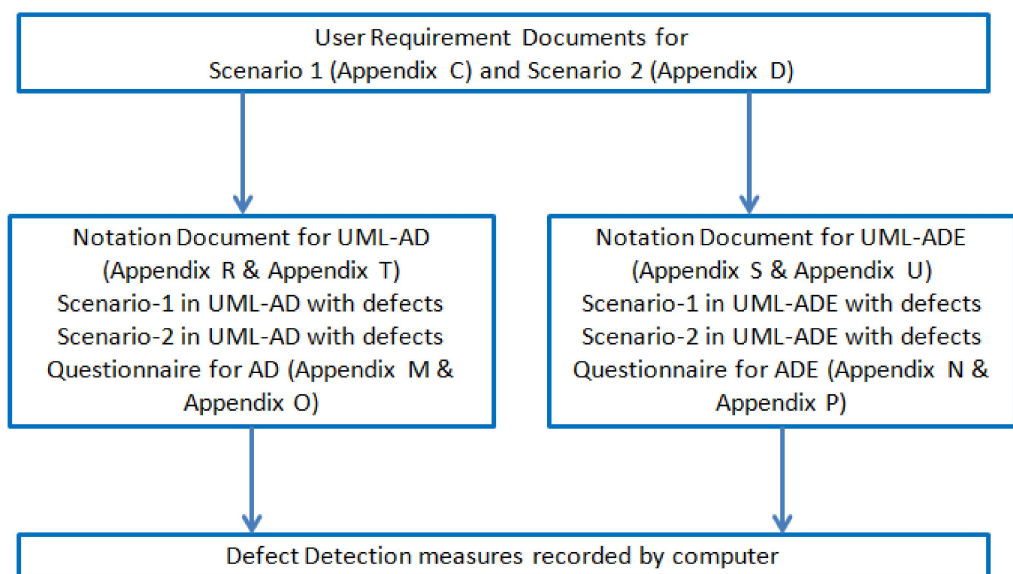 User Requirement Documents for
Scenario 1 (Appendix C) and Scenario 2 (Appendix D)
Notation Document for UML-AD
(Appendix R & Appendix T)
Scenario-1 in UML-AD with defects
Scenario-2 in UML-AD with defects
Questionnaire for AD (Appendix M &
Appendix O)
Notation Document for UML-ADE
(Appendix S & Appendix U)
Scenario-1 in UML-ADE with defects
Scenario-2 in UML-ADE with defects
Questionnaire for ADE (Appendix N &
Appendix P)
Defect Detection measures recorded by computer